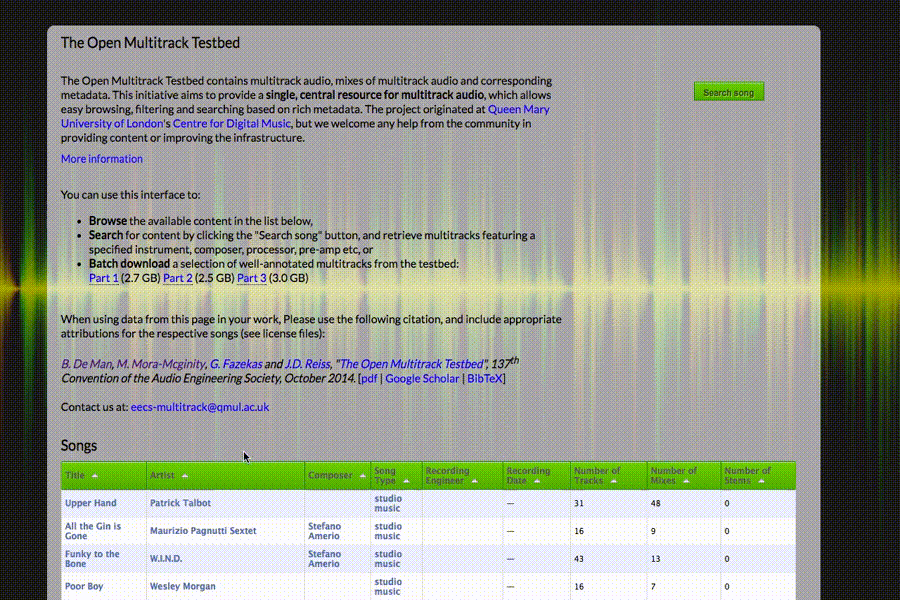 The Open Multitrack Testbed
The Open Multitrack Testbed contains multitrack audio, mixes of multitrack audio and corresponding
metadata. This initiative aims to provide a single, central resource for multitrack audio, which allows
easy browsing, filtering and searching based on rich metadata. The project originated at Queen Mary
University of London's Centre for Digital Music, but we welcome any help from the community in
providing content or improving the infrastructure.
Search song
More information
You can use this interface to:
• Browse the available content in the list below,
• Search for content by clicking the "Search song" button, and retrieve multitracks featuring a
specified instrument, composer, processor, pre-amp etc, or
• Batch download a selection of well-annotated multitracks from the testbed:
Part 1 (2.7 GB) Part 2 (2.5 GB) Part 3 (3.0 GB)
When using data from this page in your work, Please use the following citation, and include appropriate
attributions for the respective songs (see license files):
B. De Man, M. Mora-Mcginity, G. Fazekas and J.D. Reiss, "The Open Multitrack Testbed", 137th
Convention of the Audio Engineering Society, October 2014. [pdf | Google Scholar | BibTeX]
Contact us at: eecs-multitrack@qmul.ac.uk
Songs
Title Artist Composer Song Type Recording Engineer Recording Date Number of Tracks Number of Mixes Number of Stems
Upper Hand Patrick Talbot studio music — 31 48 0
All the Gin is Gone Maurizio Pagnutti Sextet Stefano Amerio studio music — 16 9 0
Funky to the Bone W.I.N.D. Stefano Amerio studio music — 43 13 0
Poor Boy Wesley Morgan studio music — 16 7 0